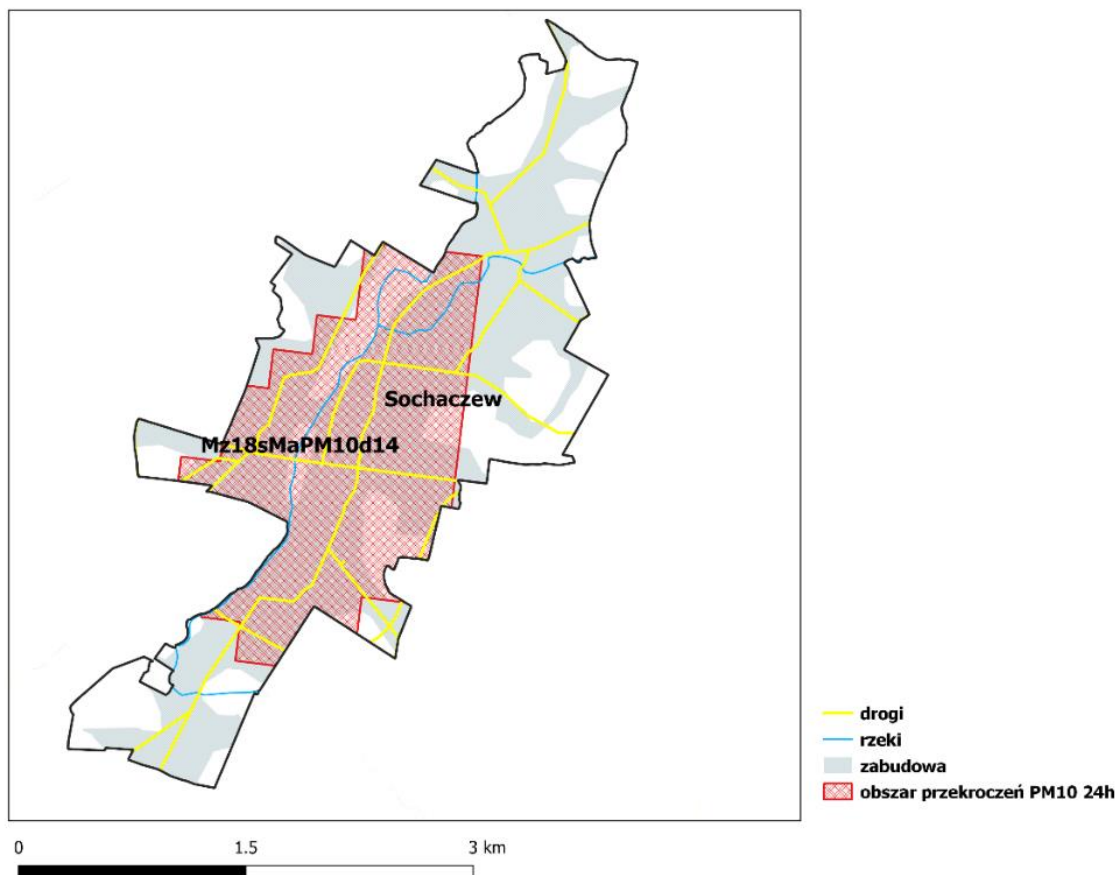 Sochaczew
Mz18sMaPM10d14
drogi
rzeki
zabudowa
obszar przekroczeń PM10 24h
0 1.5 3 km